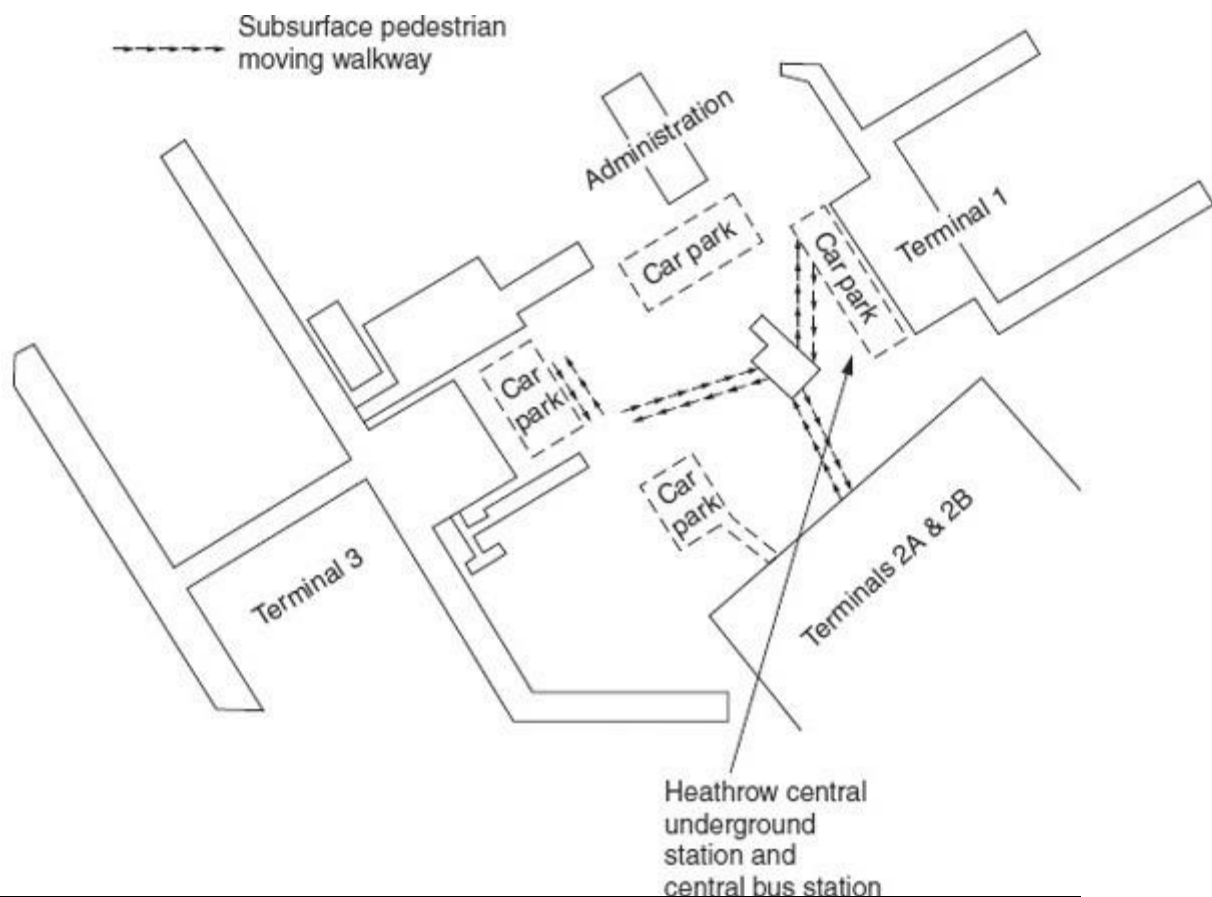 Subsurface pedestrian
moving walkway
Administration
Car park
Car park
Terminal 1
Car
park
Car
park
Terminal 3
Terminals 2A & 2B
Heathrow central
underground
station and
central bus station